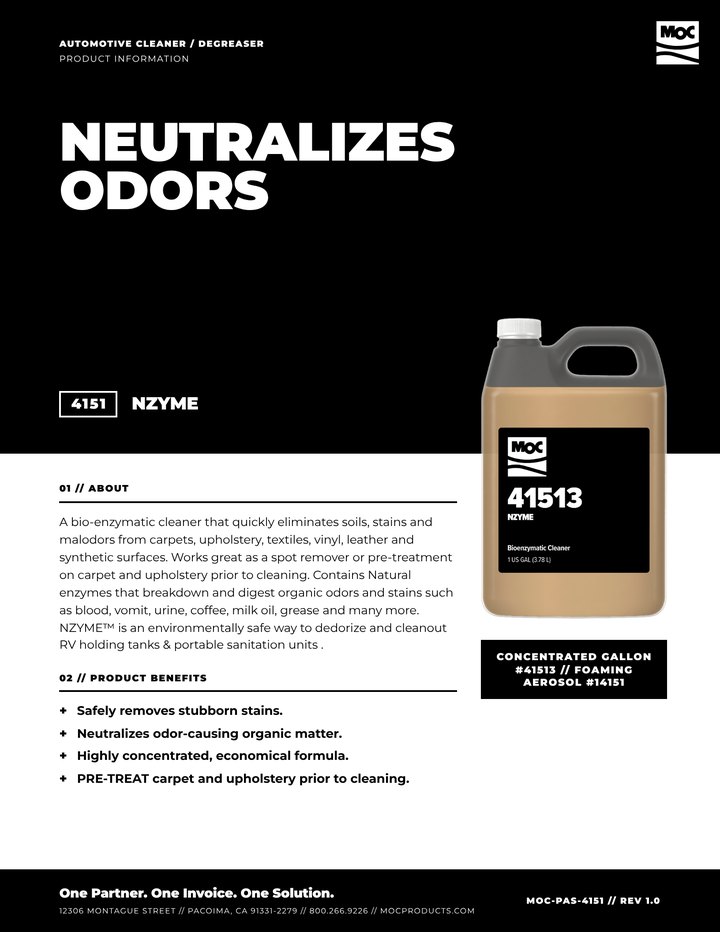 AUTOMOTIVE CLEANER / DEGREASER
PRODUCT INFORMATION
MOC
NEUTRALIZES
ODORS
4151 NZYME
01 // ABOUT
A bio-enzymatic cleaner that quickly eliminates soils, stains and
malodors from carpets, upholstery, textiles, vinyl, leather and
synthetic surfaces. Works great as a spot remover or pre-treatment
on carpet and upholstery prior to cleaning. Contains Natural
enzymes that breakdown and digest organic odors and stains such
as blood, vomit, urine, coffee, milk oil, grease and many more.
NZYME™ is an environmentally safe way to dedorize and cleanout
RV holding tanks & portable sanitation units .
02 // PRODUCT BENEFITS
+ Safely removes stubborn stains.
+ Neutralizes odor-causing organic matter.
+ Highly concentrated, economical formula.
+ PRE-TREAT carpet and upholstery prior to cleaning.
MOC
41513
NZYME
Bioenzymatic Cleaner
1 US GAL (3.78 L)
CONCENTRATED GALLON
#41513 // FOAMING
AEROSOL #14151
One Partner. One Invoice. One Solution.
12306 MONTAGUE STREET // PACOIMA, CA 91331-2279 // 800.266.9226 // MOCPRODUCTS.COM
MOC-PAS-4151 // REV 1.0